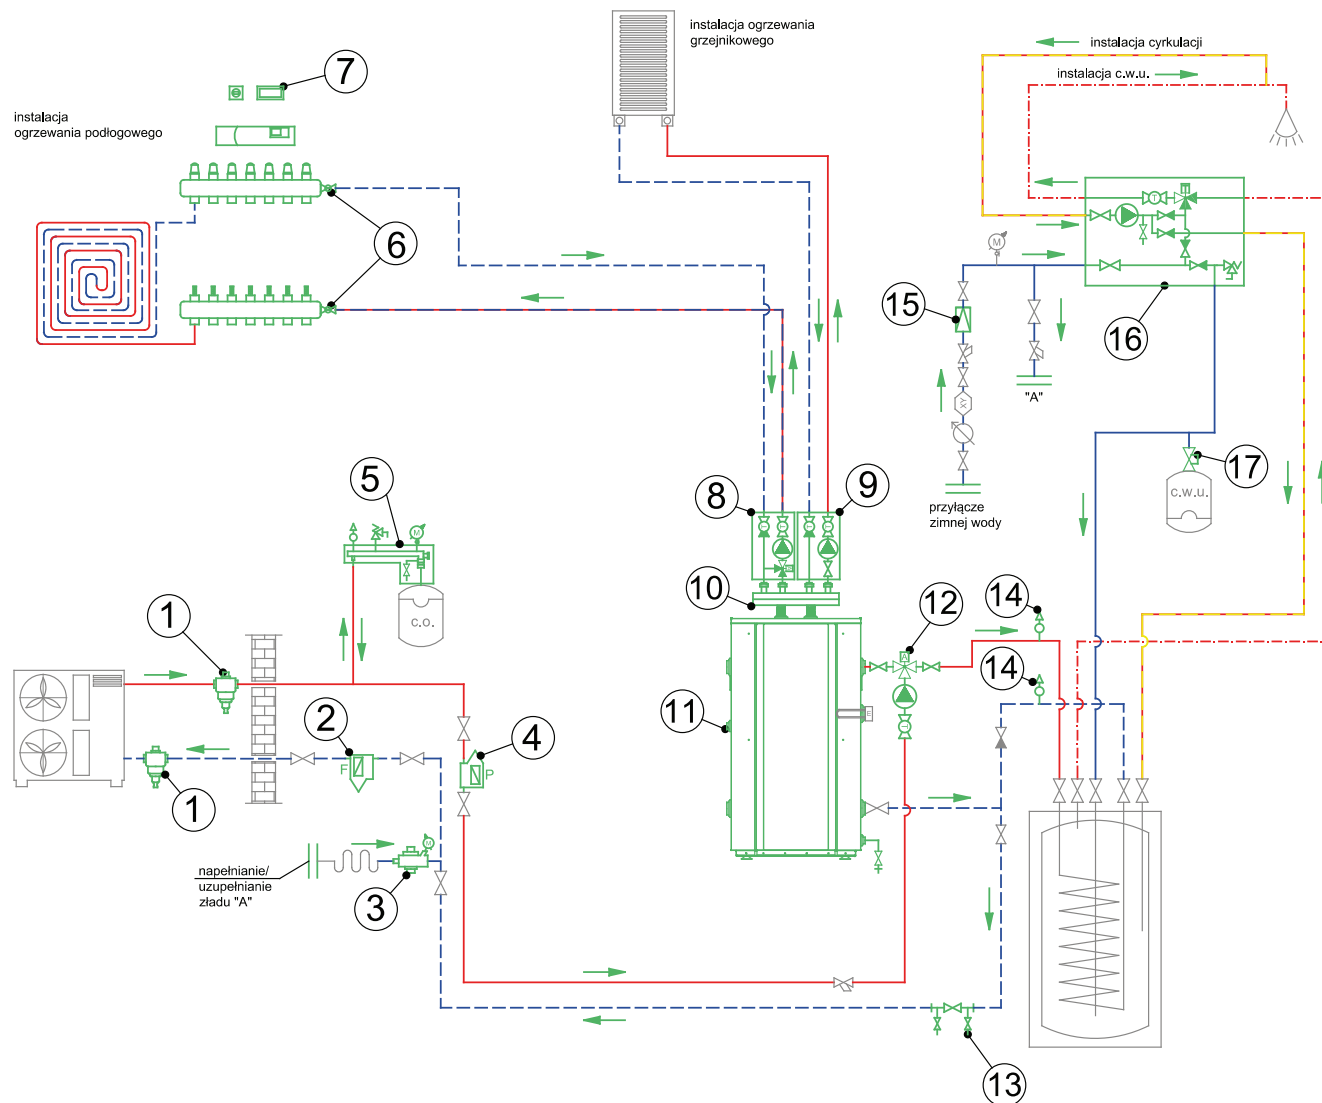 instalacja ogrzewania
grzejnikowego
instalacja cyrkulacji
instalacja c.w.u.
7
instalacja
ogrzewania podłogowego
6
M
T
15
16
"A"
XY
17
c.w.u.
przyłącze
zimnej wody
5
8
9
M
T
T
T
T
M
10
c.o.
12
14
1
A
14
T
11
E
2
4
F
P
1
M
napełnianie/
uzupełnianie
zładu "A"
3
13